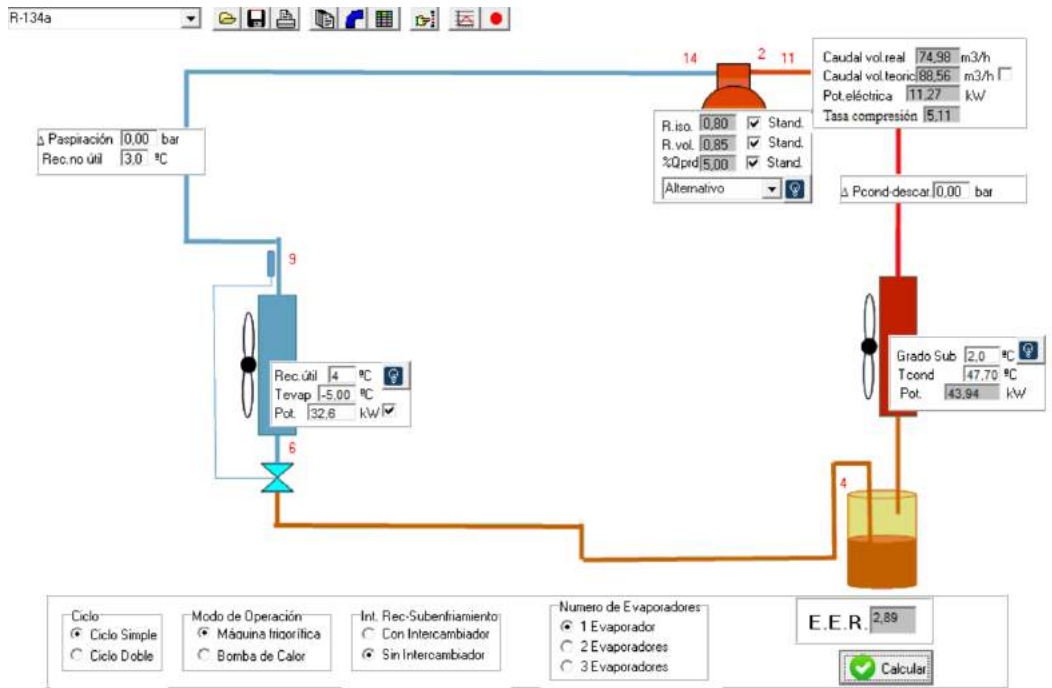 R-134a
14
2
11
Caudal vol.real 74,98 m3/h
Caudal vol.teoric 88,56 m3/h
Pot.eléctrica 11,27 kW
Tasa compresión 5,11
Δ Paspiración 0,00 bar
Rec.no útil 3,0 ºC
R.iso. 0,80 Stand.
R.vol. 0,85 Stand.
%Qprd 5,00 Stand.
Alternativo
Δ Pcond-descar. 0,00 bar
9
Rec.útil 4 ºC
Tevap -5,00 ºC
Pot. 32,6 kW
Grado Sub 2,0 ºC
Tcond 47,70 ºC
Pot. 43,94 kW
6
4
Ciclo
Ciclo Simple
Ciclo Doble
Modo de Operación
Máquina frigorífica
Bomba de Calor
Int. Rec-Subenfriamiento
Con Intercambiador
Sin Intercambiador
Numero de Evaporadores
1 Evaporador
2 Evaporadores
3 Evaporadores
E.E.R. 2,89
Calcular